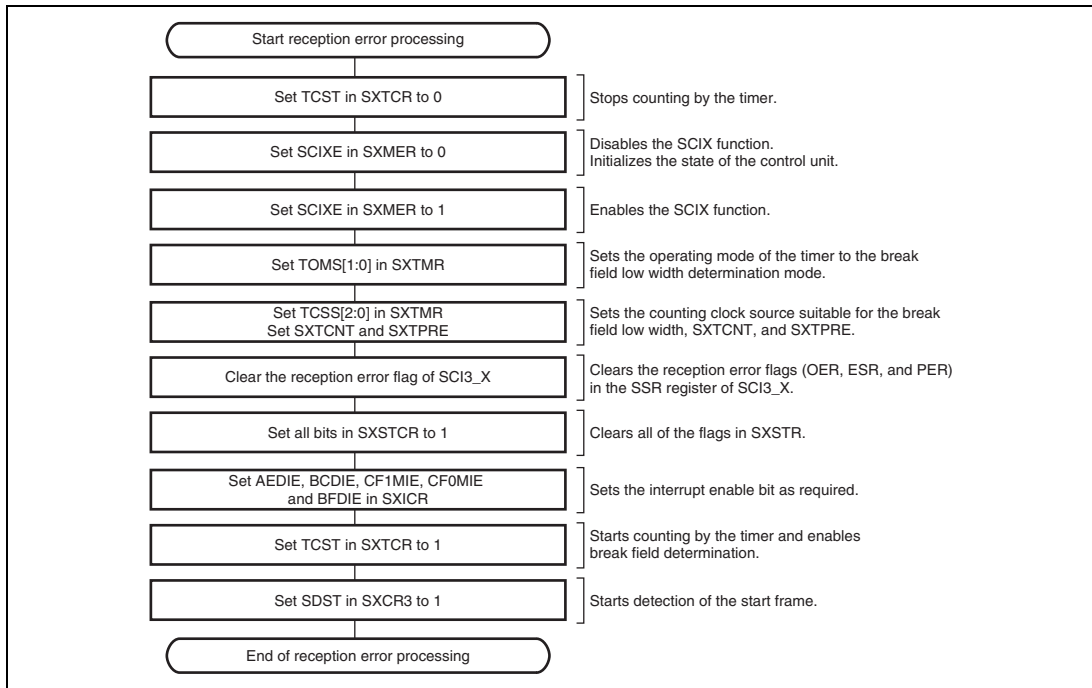 Start reception error processing
Set TCST in SXTCR to 0
Stops counting by the timer.
Set SCIXE in SXMER to 0
Disables the SCIX function.
Initializes the state of the control unit.
Set SCIXE in SXMER to 1
Enables the SCIX function.
Set TOMS[1:0] in SXTMR
Sets the operating mode of the timer to the break
field low width determination mode.
Set TCSS[2:0] in SXTMR
Set SXTCNT and SXTPRE
Sets the counting clock source suitable for the break
field low width, SXTCNT, and SXTPRE.
Clear the reception error flag of SCI3_X
Clears the reception error flags (OER, ESR, and PER)
in the SSR register of SCI3_X.
Set all bits in SXSTCR to 1
Clears all of the flags in SXSTR.
Set AEDIE, BCDIE, CF1MIE, CF0MIE
and BFDIE in SXICR
Sets the interrupt enable bit as required.
Set TCST in SXTCR to 1
Starts counting by the timer and enables
break field determination.
Set SDST in SXCR3 to 1
Starts detection of the start frame.
End of reception error processing